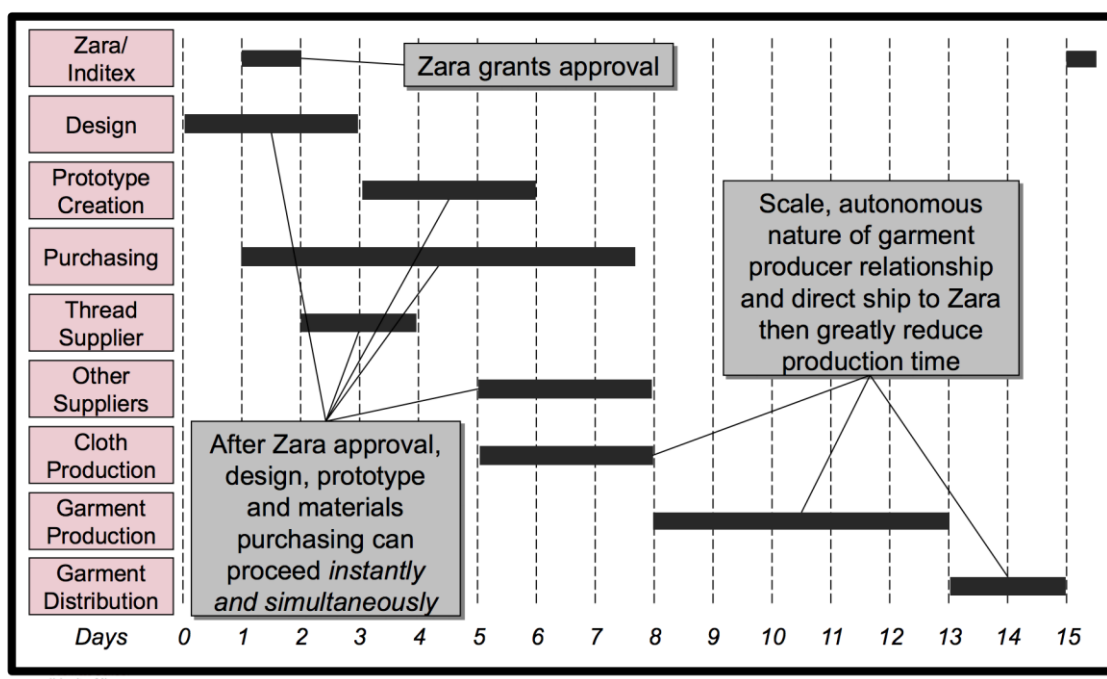 Zara/
Inditex
Zara grants approval
Design
Prototype
Creation
Purchasing
Scale, autonomous
nature of garment
producer relationship
and direct ship to Zara
then greatly reduce
production time
Thread
Supplier
Other
Suppliers
Cloth
Production
After Zara approval,
design, prototype
and materials
purchasing can
proceed instantly
and simultaneously
Garment
Production
Garment
Distribution
Days 0 1 2 3 4 5 6 7 8 9 10 11 12 13 14 15